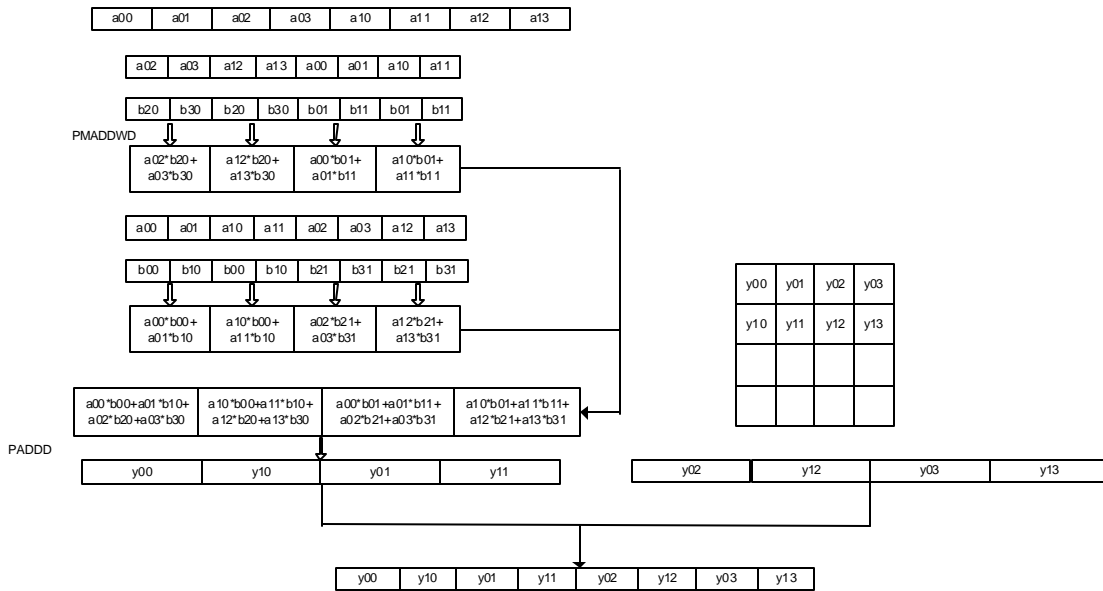 a00 a01 a02 a03 a10 a11 a12 a13
a02 a03 a12 a13 a00 a01 a10 a11
b20 b30 b20 b30 b01 b11 b01 b11
PMADDWD
a02*b20+ a12*b20+ a00*b01+ a10*b01+
a03*b30 a13*b30 a01*b11 a11*b11
a00 a01 a10 a11 a02 a03 a12 a13
b00 b10 b00 b10 b21 b31 b21 b31
a00*b00+ a10*b00+ a02*b21+ a12*b21+
a01*b10 a11*b10 a03*b31 a13*b31
y00 y01 y02 y03
y10 y11 y12 y13
a00*b00+a01*b10+ a10*b00+a11*b10+ a00*b01+a01*b11+ a10*b01+a11*b11+
a02*b20+a03*b30 a12*b20+a13*b30 a02*b21+a03*b31 a12*b21+a13*b31
PADDD
y00 y10 y01 y11
y02 y12 y03 y13
y00 y10 y01 y11 y02 y12 y03 y13